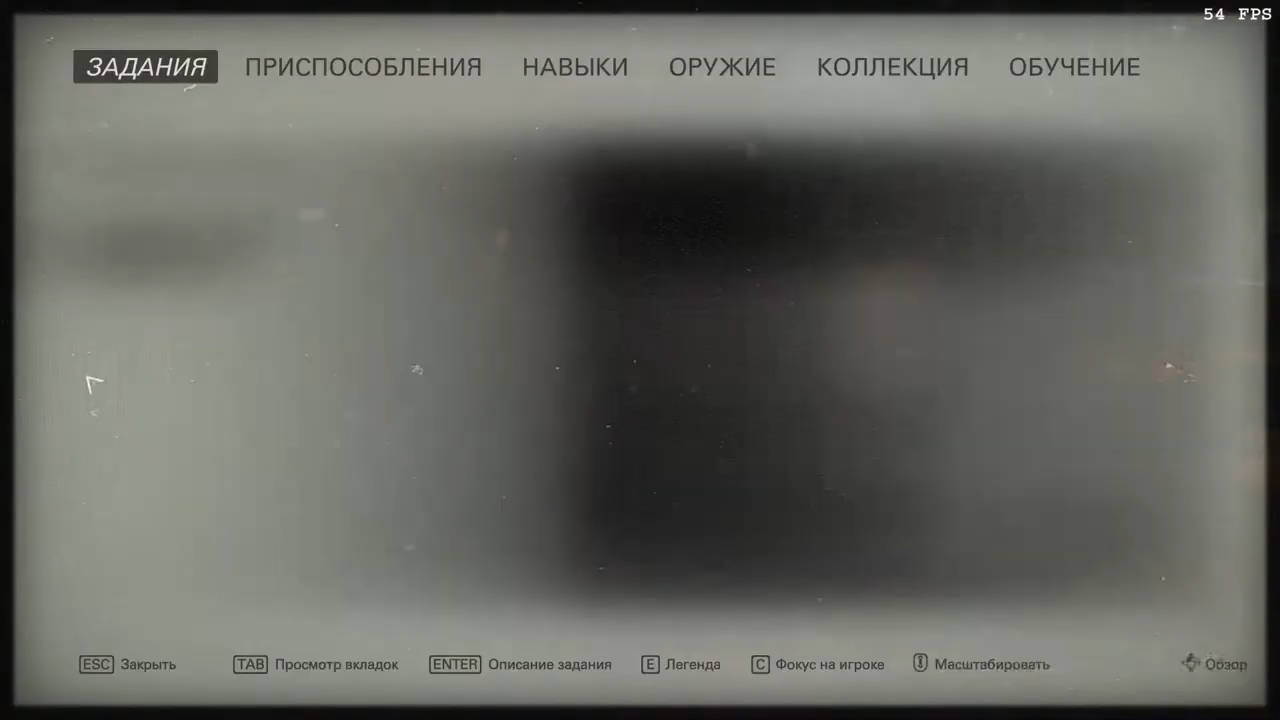 54 FPS
ЗАДАНИЯ ПРИСПОСОБЛЕНИЯ НАВЫКИ ОРУЖИЕ КОЛЛЕКЦИЯ ОБУЧЕНИЕ
ESC Закрыть TAB Просмотр вкладок ENTER Описание задания E Легенда C Фокус на игроке Масштабировать Обзор